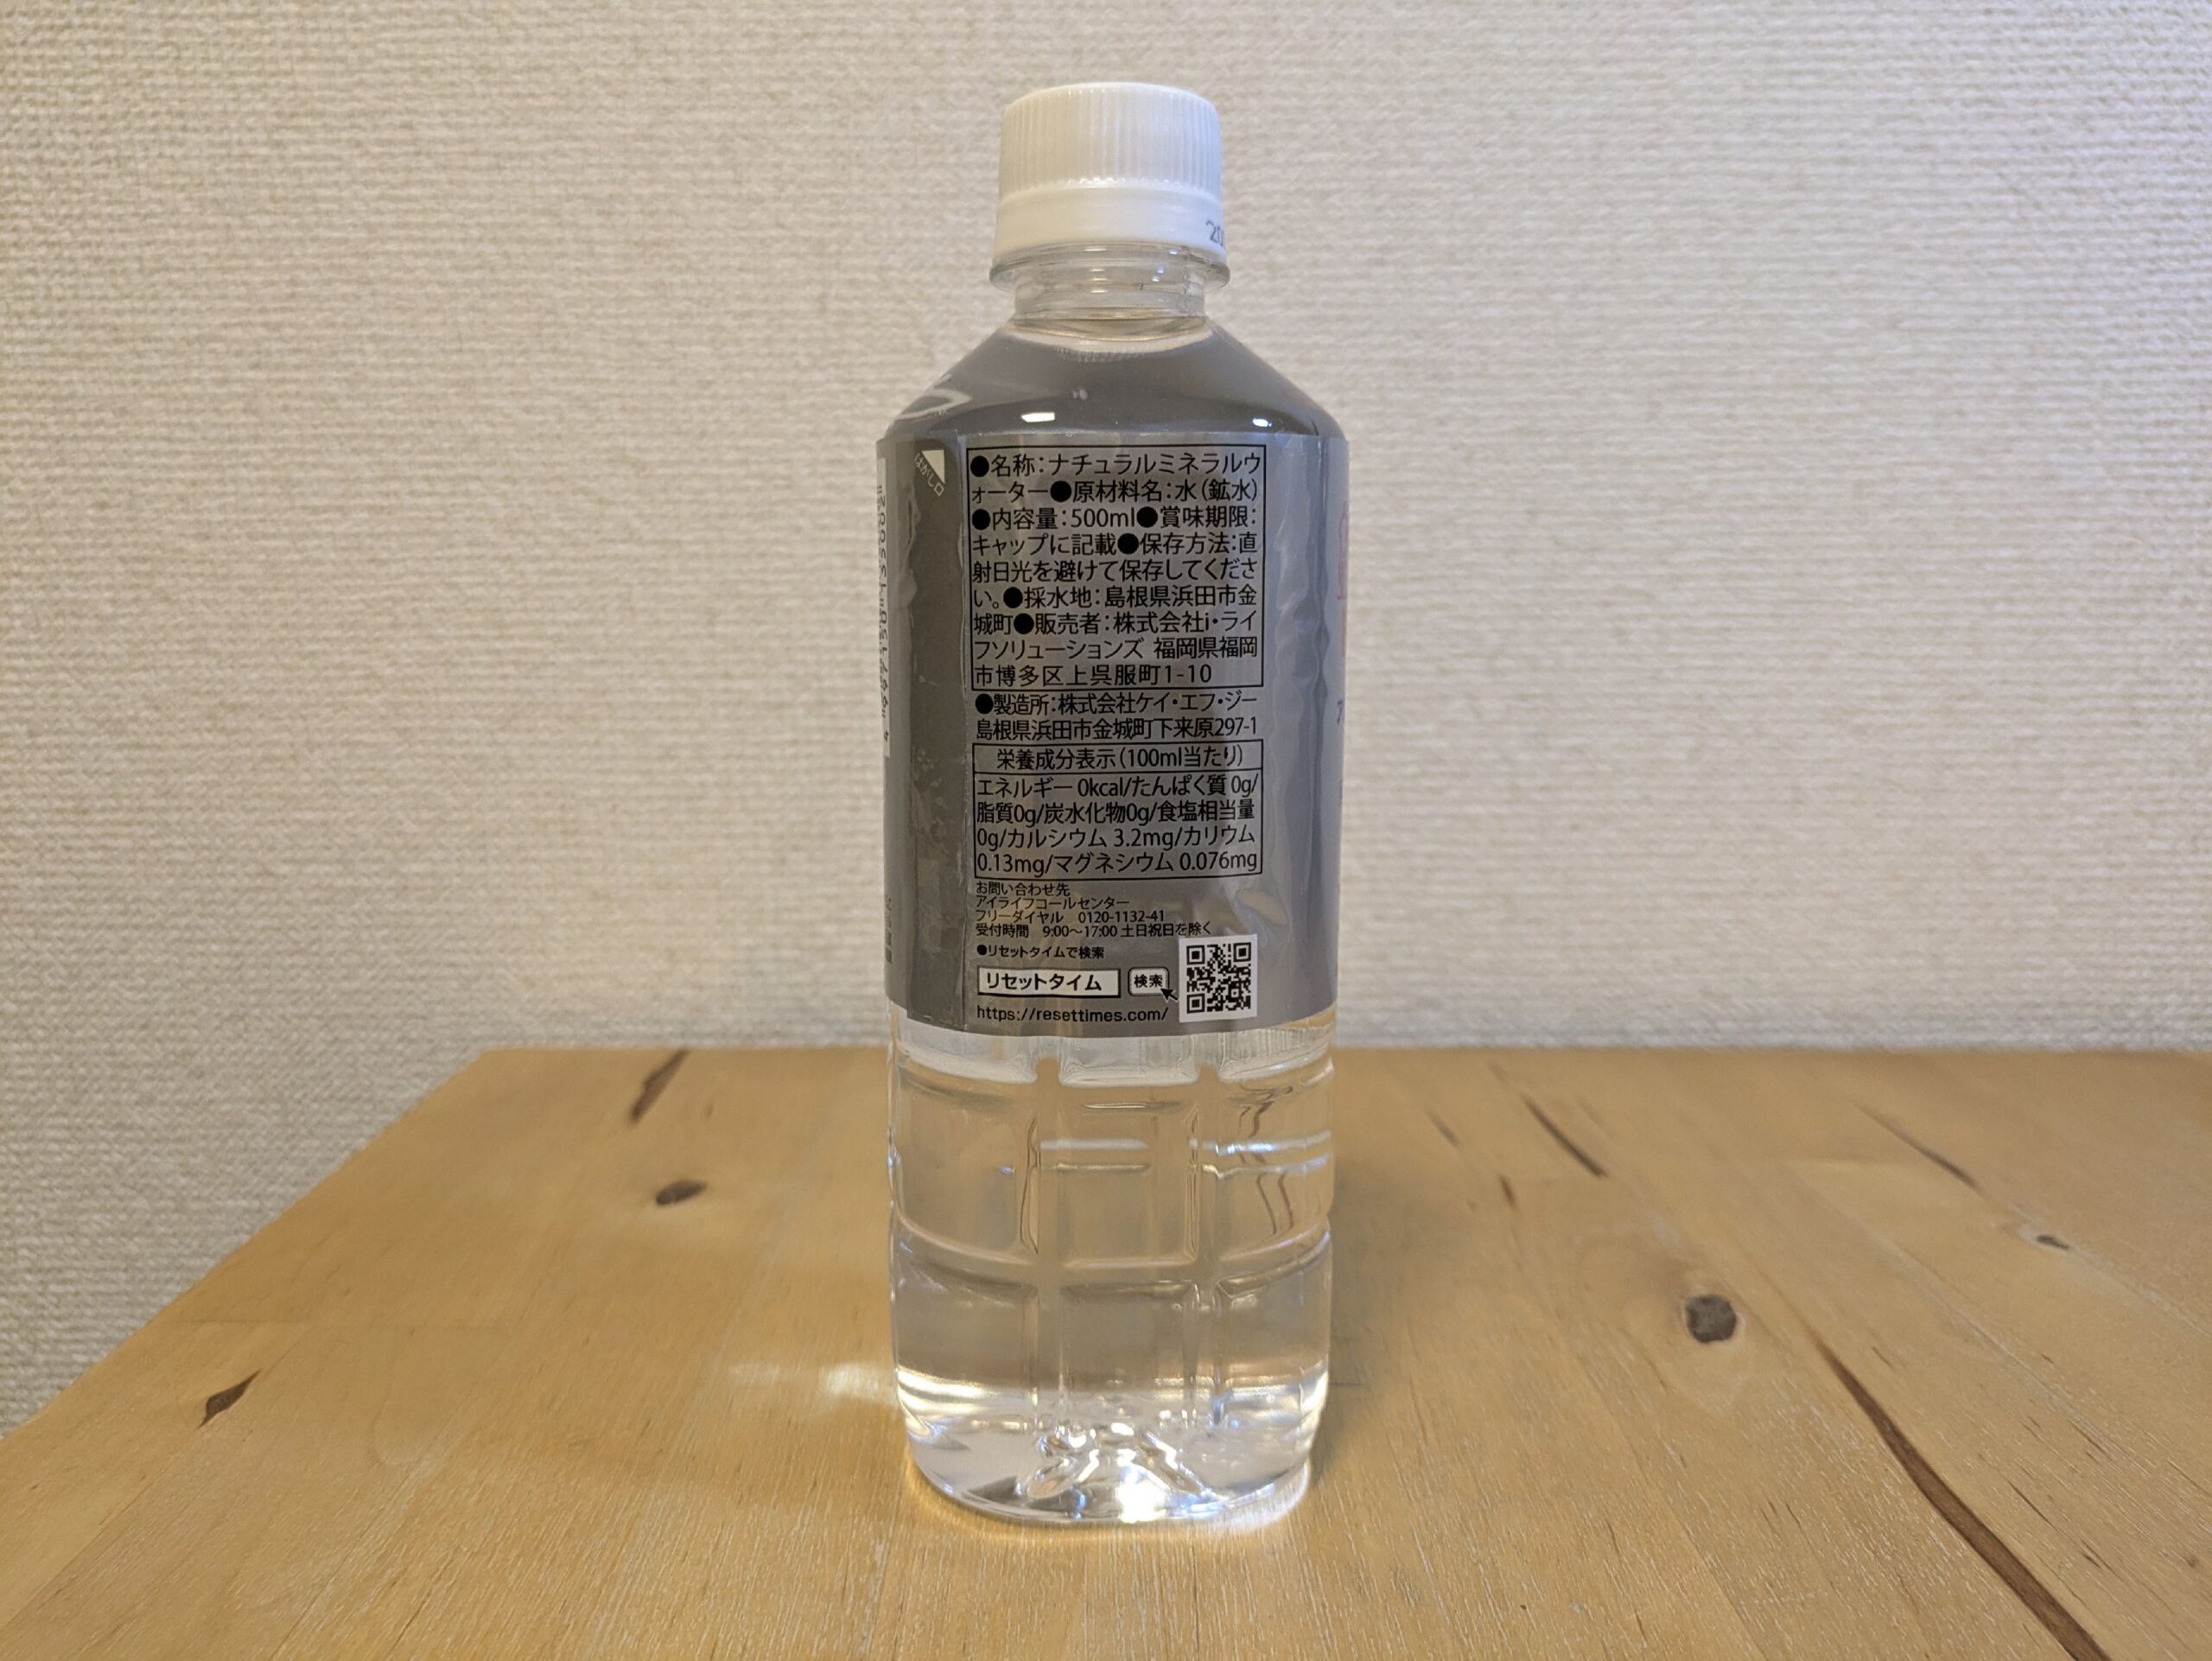 はがし口
●名称：ナチュラルミネラルウ
ォーター●原材料名：水（鉱水）
●内容量：500ml●賞味期限：
キャップに記載●保存方法：直
射日光を避けて保存してくださ
い。●採水地：島根県浜田市金
城町●販売者：株式会社i・ライ
フソリューションズ 福岡県福岡
市博多区上呉服町1-10
●製造所：株式会社ケイ・エフ・ジー
島根県浜田市金城町下来原297-1
栄養成分表示（100ml当たり）
エネルギー 0kcal/たんぱく質 0g/
脂質0g/炭水化物0g/食塩相当量
0g/カルシウム 3.2mg/カリウム
0.13mg/マグネシウム 0.076mg
お問い合わせ先
アイライフコールセンター
フリーダイヤル 0120-1132-41
受付時間 9:00～17:00 土日祝日を除く
●リセットタイムで検索
リセットタイム 検索
https://resettimes.com/